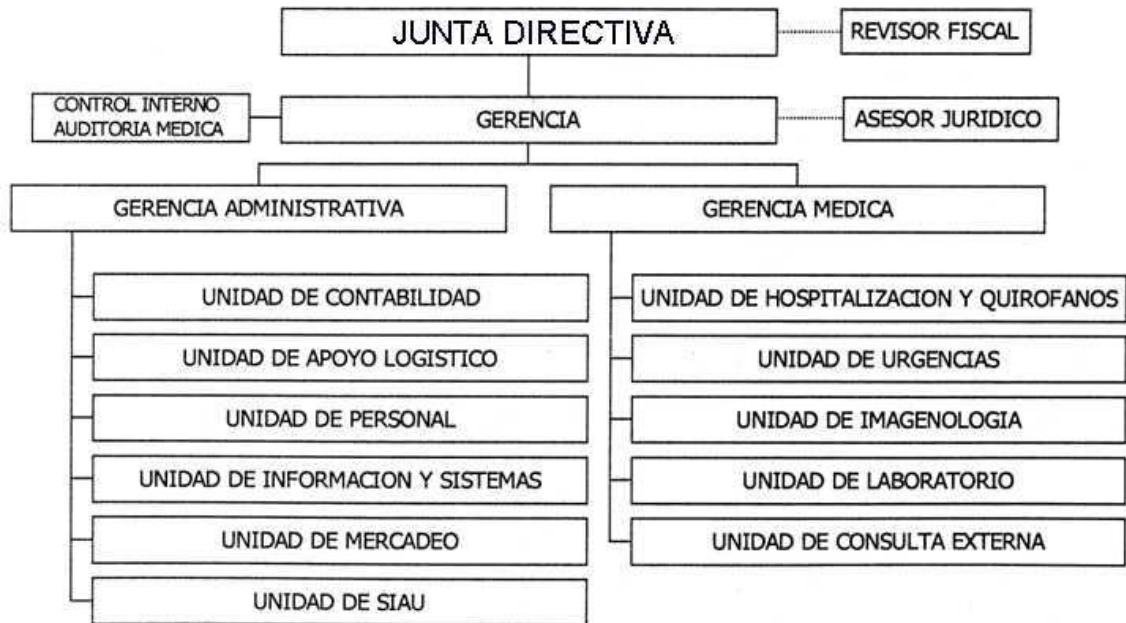 JUNTA DIRECTIVA
REVISOR FISCAL
CONTROL INTERNO
AUDITORIA MEDICA
GERENCIA
ASESOR JURIDICO
GERENCIA ADMINISTRATIVA
GERENCIA MEDICA
UNIDAD DE CONTABILIDAD
UNIDAD DE APOYO LOGISTICO
UNIDAD DE PERSONAL
UNIDAD DE INFORMACION Y SISTEMAS
UNIDAD DE MERCADEO
UNIDAD DE SIAU
UNIDAD DE HOSPITALIZACION Y QUIROFANOS
UNIDAD DE URGENCIAS
UNIDAD DE IMAGENOLOGIA
UNIDAD DE LABORATORIO
UNIDAD DE CONSULTA EXTERNA